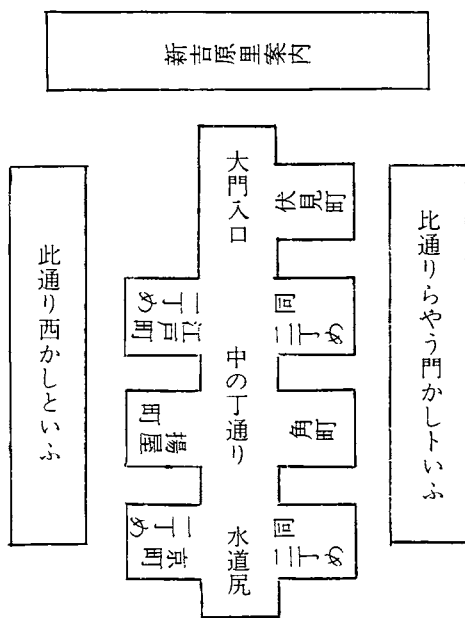 新吉原里案内
大門入口
中の丁通り
水道尻
伏見町
同
二丁め
角町
同
二丁め
江戸町
一丁め
揚屋
町
京町
一丁め
比通りらやう門かしトいふ
此通り西かしといふ